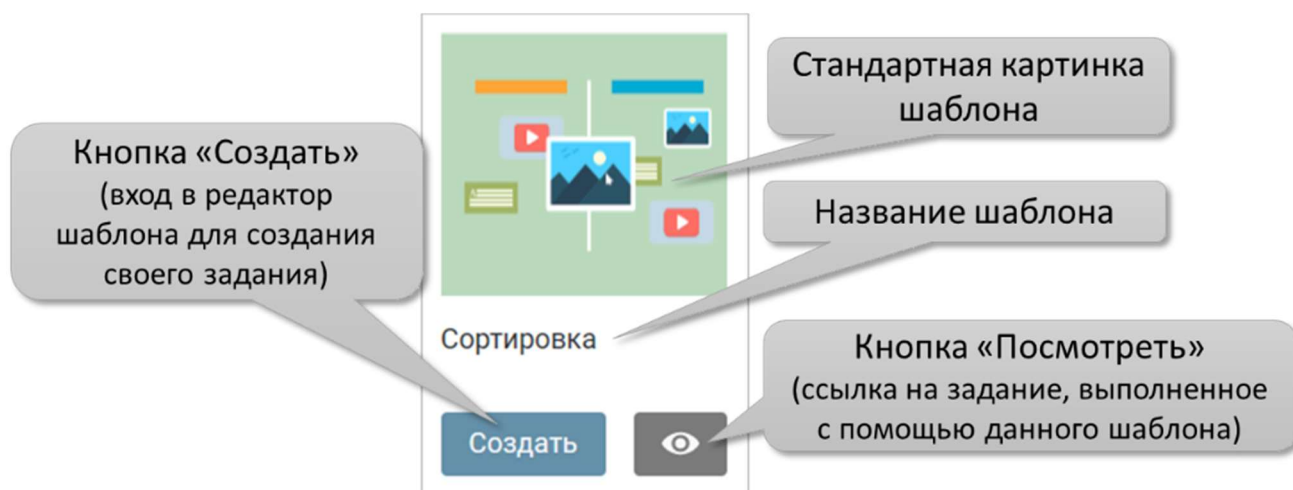 Стандартная картинка
шаблона
Кнопка «Создать»
(вход в редактор
шаблона для создания
своего задания)
Название шаблона
Сортировка
Кнопка «Посмотреть»
(ссылка на задание, выполненное
с помощью данного шаблона)
Создать